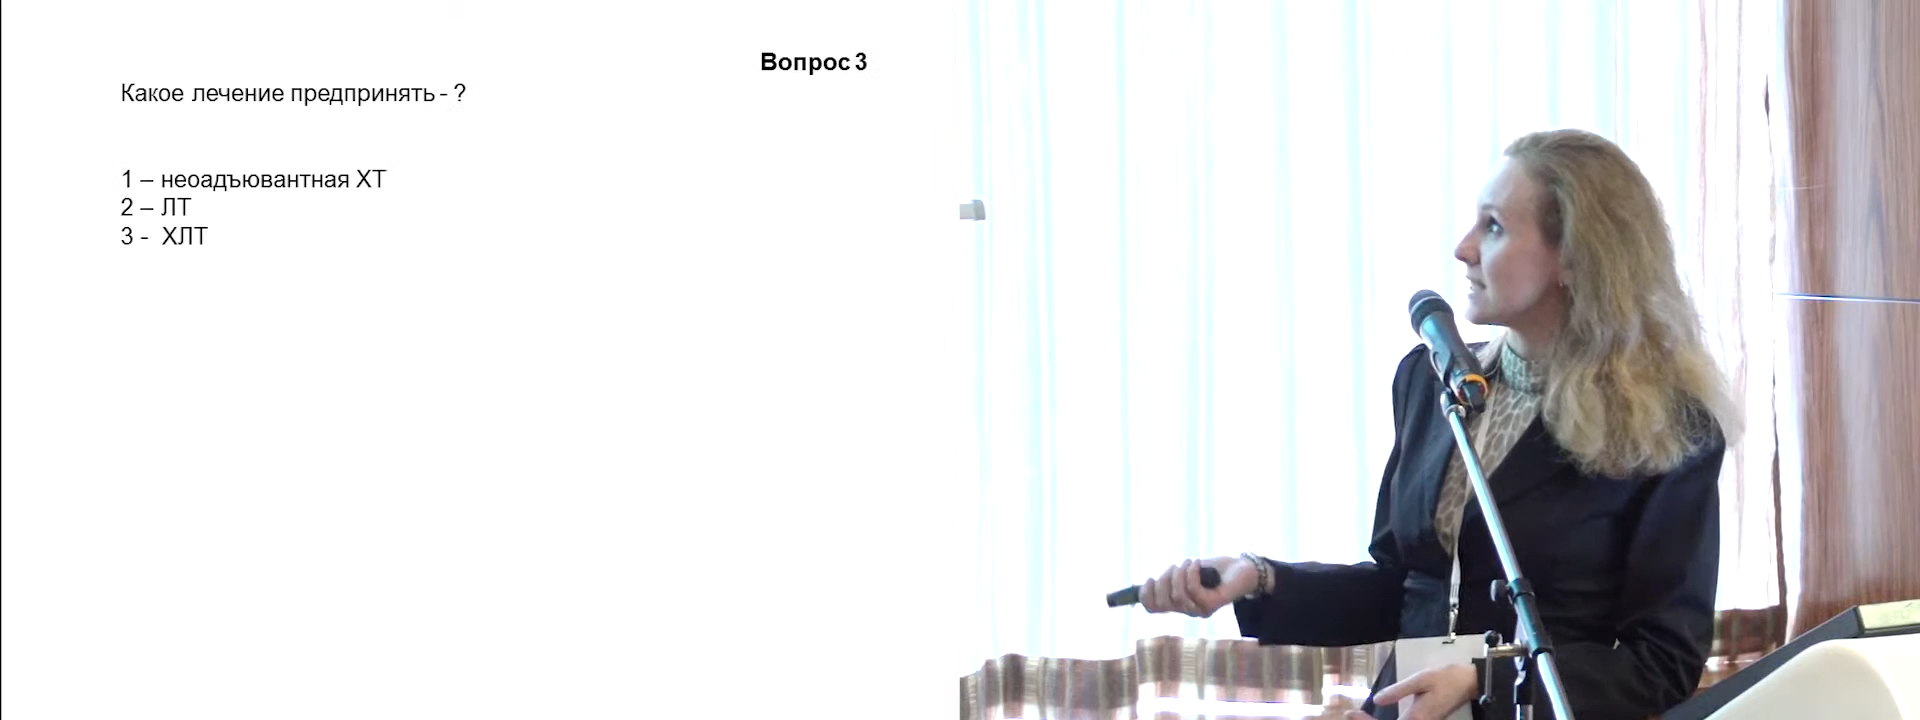 Вопрос 3
Какое лечение предпринять - ?
1 – неоадъювантная ХТ
2 – ЛТ
3 - ХЛТ